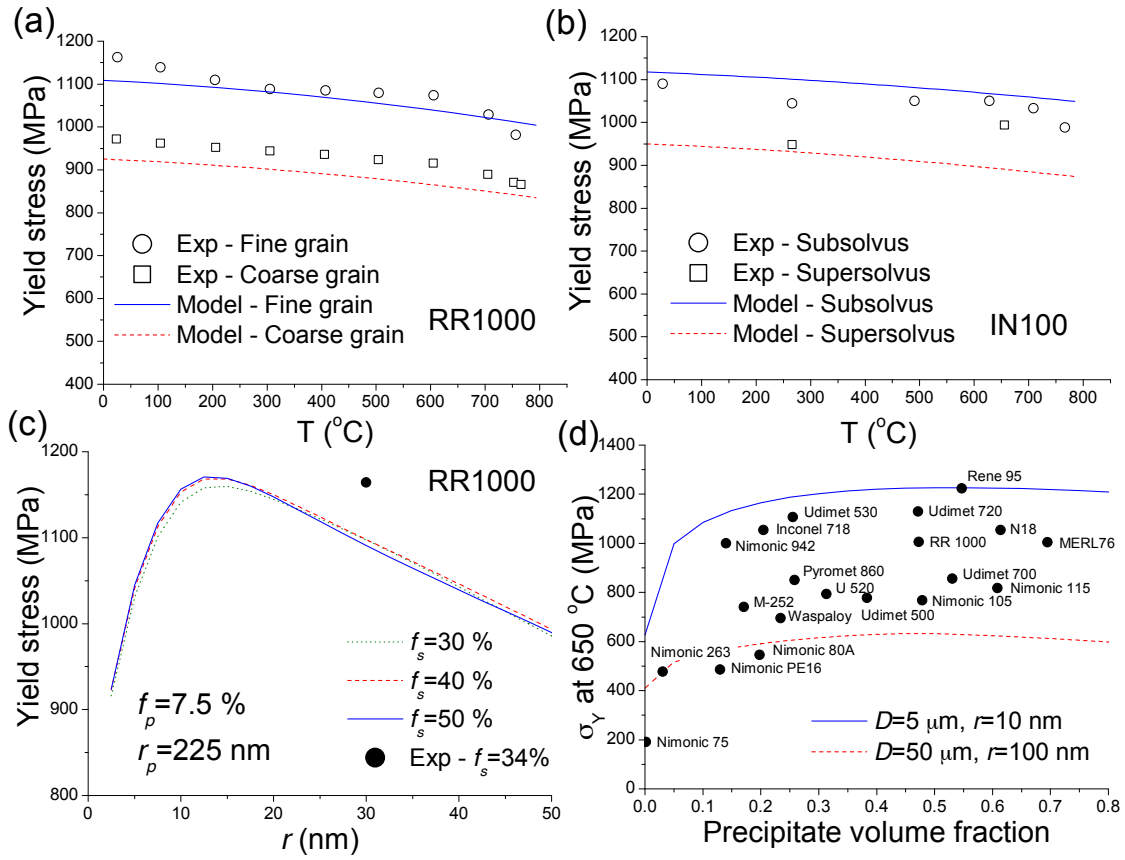 (a)
1200
1100
1000
900
800
700
600
500
400
Yield stress (MPa)
Exp - Fine grain
Exp - Coarse grain
Model - Fine grain
Model - Coarse grain
RR1000
0 100 200 300 400 500 600 700 800
T (°C)
(b)
1200
1100
1000
900
800
700
600
500
400
Yield stress (MPa)
Exp - Subsolvus
Exp - Supersolvus
Model - Subsolvus
Model - Supersolvus
IN100
0 100 200 300 400 500 600 700 800
T (°C)
(c)
1200
1100
1000
900
800
Yield stress (MPa)
RR1000
fs=30 %
fs=40 %
fs=50 %
Exp - fs=34%
fp=7.5 %
rp=225 nm
0 10 20 30 40 50
r (nm)
(d)
1400
1200
1000
800
600
400
200
0
σY at 650 °C (MPa)
Rene 95
Udimet 530
Udimet 720
Inconel 718
N18
Nimonic 942
RR 1000
MERL76
Pyromet 860
Udimet 700
U 520
Nimonic 115
M-252
Udimet 500
Nimonic 105
Waspaloy
Nimonic 263
Nimonic 80A
Nimonic PE16
Nimonic 75
D=5 μm, r=10 nm
D=50 μm, r=100 nm
0.0 0.1 0.2 0.3 0.4 0.5 0.6 0.7 0.8
Precipitate volume fraction